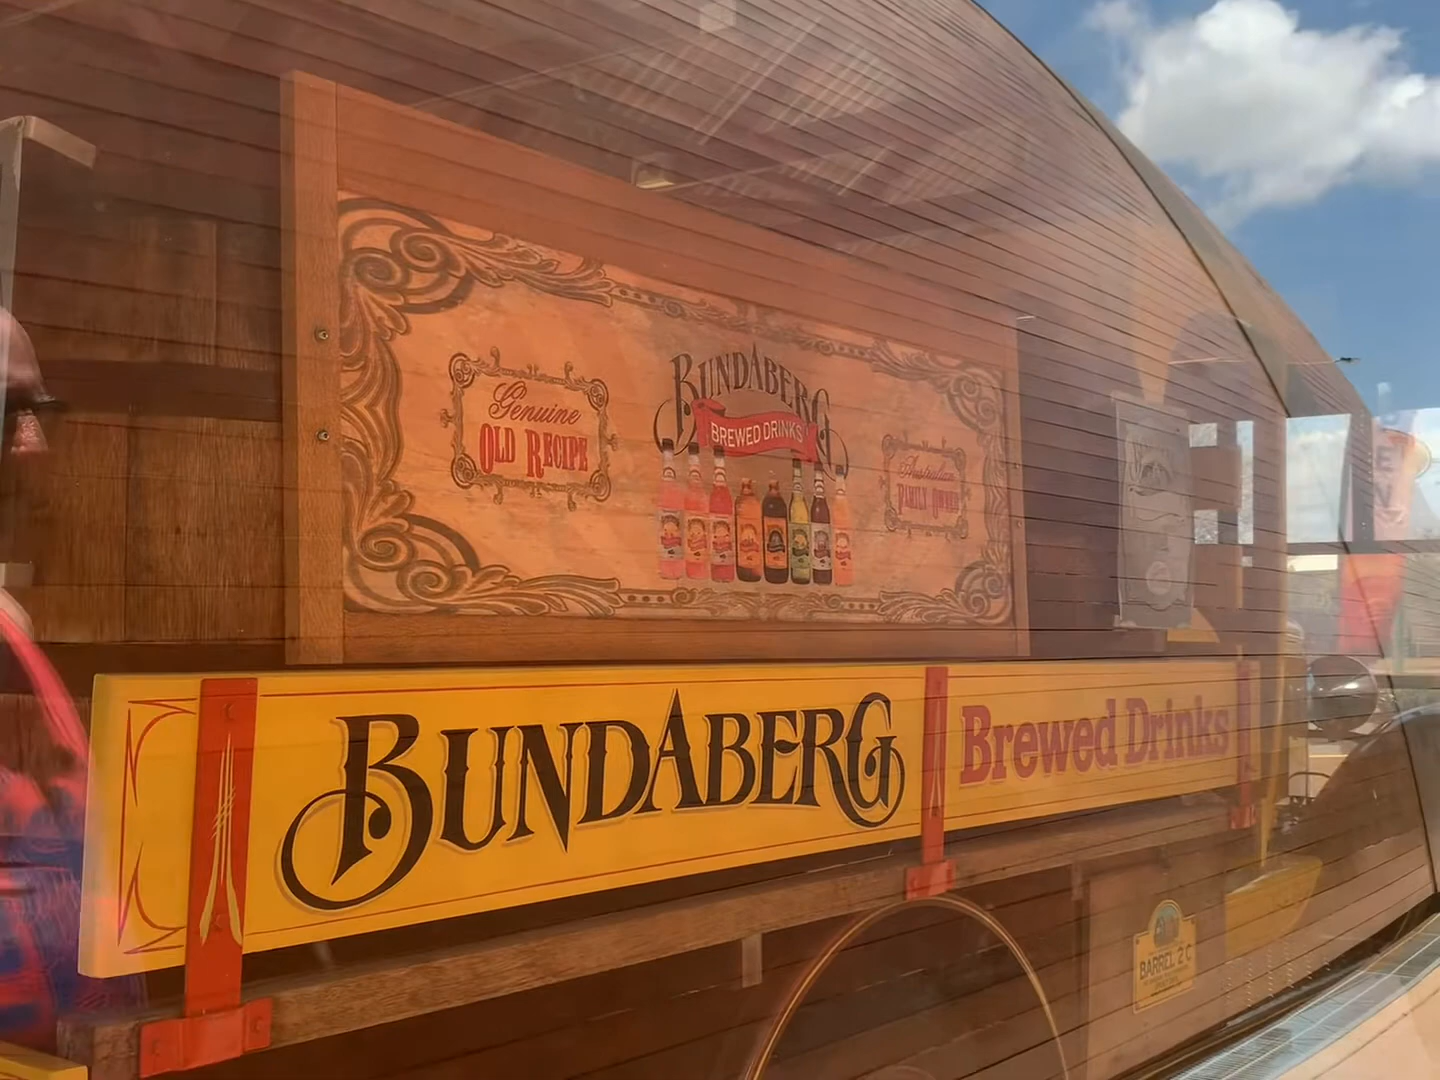 Genuine
OLD RECIPE
BUNDABERG
BREWED DRINKS
Australian
FAMILY OWNED
BUNDABERG
Brewed Drinks
BARREL 2 C